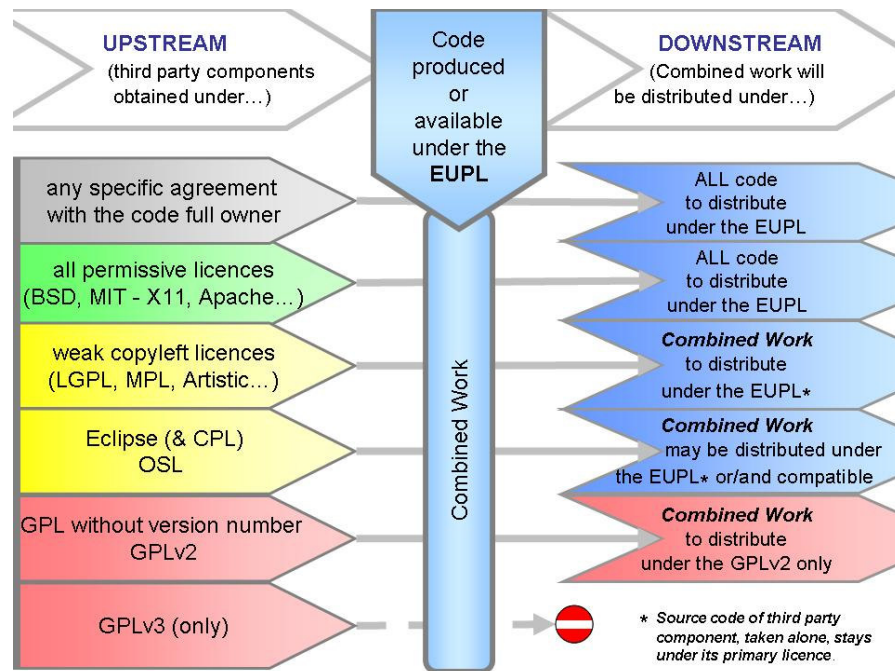 UPSTREAM
(third party components
obtained under…)
Code
produced
or
available
under the
EUPL
DOWNSTREAM
(Combined work will
be distributed under…)
any specific agreement
with the code full owner
ALL code
to distribute
under the EUPL
all permissive licences
(BSD, MIT - X11, Apache…)
ALL code
to distribute
under the EUPL
weak copyleft licences
(LGPL, MPL, Artistic…)
Combined Work
to distribute
under the EUPL*
Eclipse (& CPL)
OSL
Combined Work
may be distributed under
the EUPL* or/and compatible
GPL without version number
GPLv2
Combined Work
to distribute
under the GPLv2 only
GPLv3 (only)
Combined Work
* Source code of third party
component, taken alone, stays
under its primary licence.